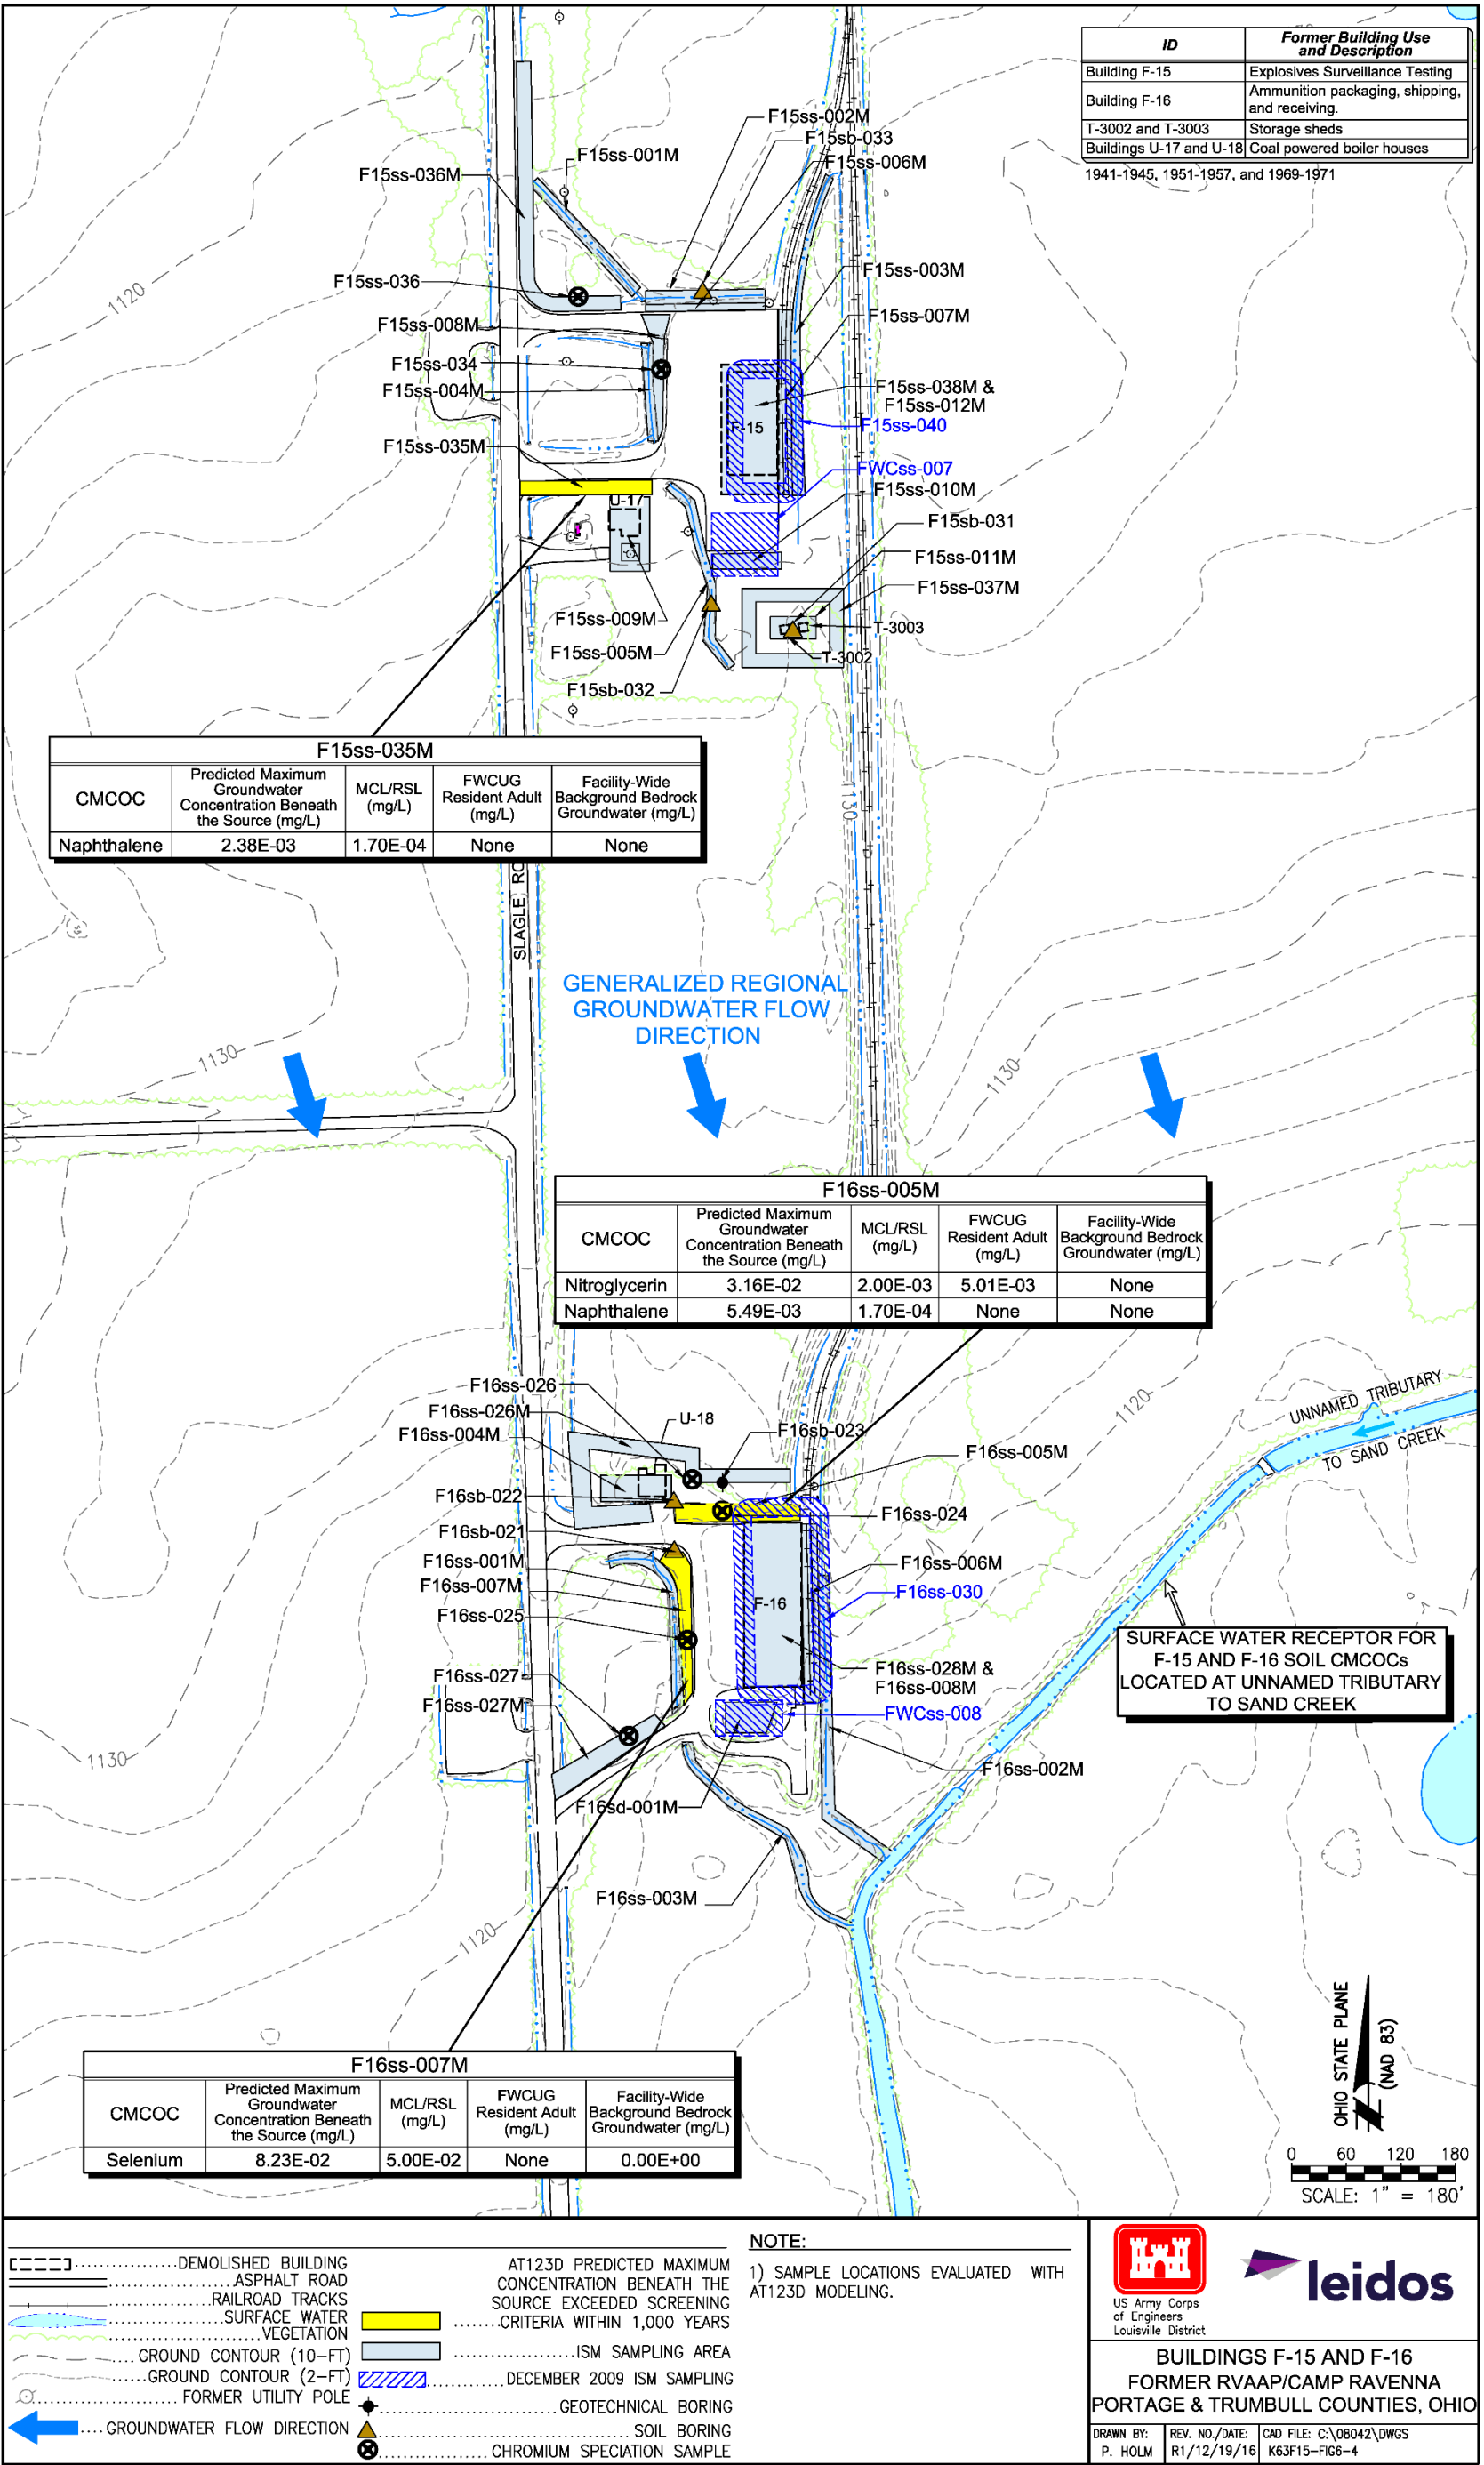 ID
Former Building Use
and Description
Building F-15
Explosives Surveillance Testing
Building F-16
Ammunition packaging, shipping,
and receiving.
T-3002 and T-3003
Storage sheds
Buildings U-17 and U-18
Coal powered boiler houses
1941-1945, 1951-1957, and 1969-1971
F15ss-002M
F15sb-033
F15ss-006M
F15ss-001M
F15ss-036M
F15ss-003M
F15ss-036
1120
F15ss-007M
F15ss-008M
F15ss-034
F15ss-004M
F15ss-038M &
F15ss-012M
F-15
F15ss-040
F15ss-035M
FWCss-007
F15ss-010M
U-17
F15sb-031
F15ss-011M
F15ss-037M
F15ss-009M
T-3003
F15ss-005M
T-3002
F15sb-032
F15ss-035M
CMCOC
Predicted Maximum
Groundwater
Concentration Beneath
the Source (mg/L)
MCL/RSL
(mg/L)
FWCUG
Resident Adult
(mg/L)
Facility-Wide
Background Bedrock
Groundwater (mg/L)
Naphthalene
2.38E-03
1.70E-04
None
None
1130
SLAGLE RO
GENERALIZED REGIONAL
GROUNDWATER FLOW
DIRECTION
1130
1130
F16ss-005M
CMCOC
Predicted Maximum
Groundwater
Concentration Beneath
the Source (mg/L)
MCL/RSL
(mg/L)
FWCUG
Resident Adult
(mg/L)
Facility-Wide
Background Bedrock
Groundwater (mg/L)
Nitroglycerin
3.16E-02
2.00E-03
5.01E-03
None
Naphthalene
5.49E-03
1.70E-04
None
None
F16ss-026
F16ss-026M
U-18
F16ss-004M
F16sb-023
1120
UNNAMED TRIBUTARY
TO SAND CREEK
F16ss-005M
F16sb-022
F16ss-024
F16sb-021
F16ss-001M
F16ss-006M
F16ss-007M
F16ss-030
F-16
F16ss-025
SURFACE WATER RECEPTOR FOR
F-15 AND F-16 SOIL CMCOCs
LOCATED AT UNNAMED TRIBUTARY
TO SAND CREEK
F16ss-027
F16ss-028M &
F16ss-008M
F16ss-027M
FWCss-008
1130
F16ss-002M
F16sd-001M
F16ss-003M
1120
F16ss-007M
CMCOC
Predicted Maximum
Groundwater
Concentration Beneath
the Source (mg/L)
MCL/RSL
(mg/L)
FWCUG
Resident Adult
(mg/L)
Facility-Wide
Background Bedrock
Groundwater (mg/L)
Selenium
8.23E-02
5.00E-02
None
0.00E+00
OHIO STATE PLANE
(NAD 83)
0 60 120 180
SCALE: 1" = 180'
DEMOLISHED BUILDING
ASPHALT ROAD
RAILROAD TRACKS
SURFACE WATER
VEGETATION
GROUND CONTOUR (10-FT)
GROUND CONTOUR (2-FT)
FORMER UTILITY POLE
GROUNDWATER FLOW DIRECTION
AT123D PREDICTED MAXIMUM
CONCENTRATION BENEATH THE
SOURCE EXCEEDED SCREENING
CRITERIA WITHIN 1,000 YEARS
ISM SAMPLING AREA
DECEMBER 2009 ISM SAMPLING
GEOTECHNICAL BORING
SOIL BORING
CHROMIUM SPECIATION SAMPLE
NOTE:
1) SAMPLE LOCATIONS EVALUATED WITH
AT123D MODELING.
US Army Corps
of Engineers
Louisville District
leidos
BUILDINGS F-15 AND F-16
FORMER RVAAP/CAMP RAVENNA
PORTAGE & TRUMBULL COUNTIES, OHIO
DRAWN BY:
P. HOLM
REV. NO./DATE:
R1/12/19/16
CAD FILE: C:\08042\DWGS
K63F15-FIG6-4